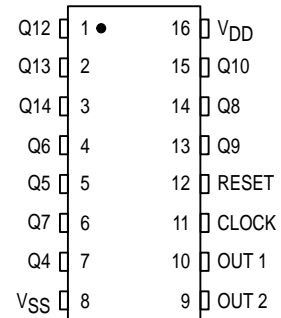 Q12 1 16 VDD
Q13 2 15 Q10
Q14 3 14 Q8
Q6 4 13 Q9
Q5 5 12 RESET
Q7 6 11 CLOCK
Q4 7 10 OUT 1
VSS 8 9 OUT 2